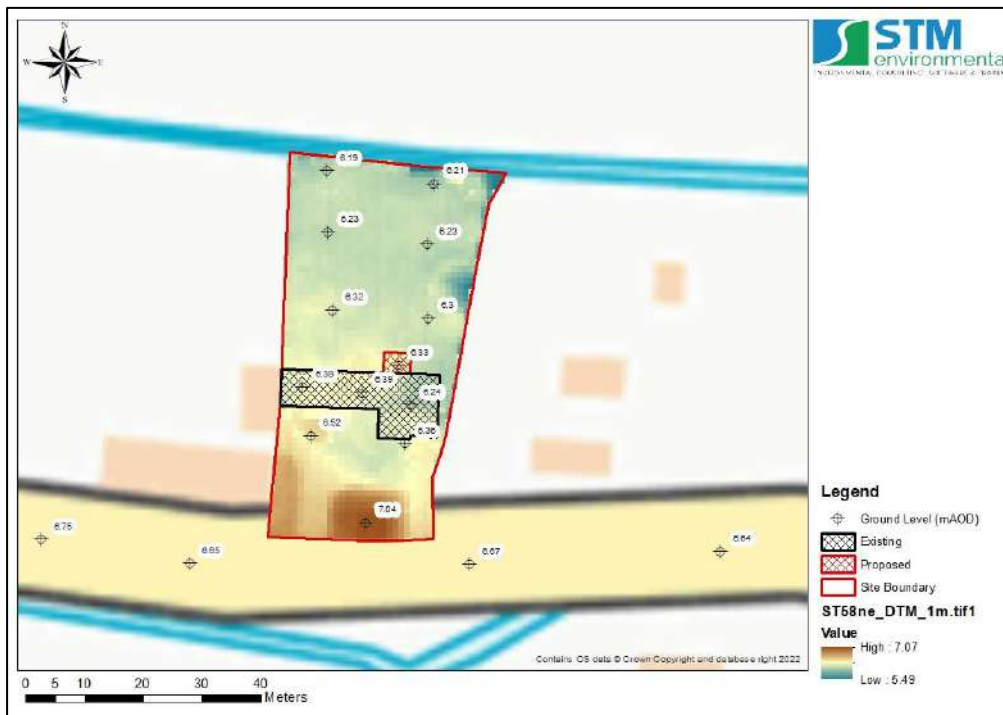 N
W E
S
STM
environmental
6.19
6.21
6.23
6.23
6.32
6.3
6.33
6.38
6.39
6.24
6.52
6.36
7.04
6.75
6.65
6.67
6.64
Legend
Ground Level (mAOD)
Existing
Proposed
Site Boundary
ST58ne_DTM_1m.tif1
Value
High : 7.07
Low : 5.49
Contains OS data © Crown Copyright and database right 2022
0 5 10 20 30 40
Meters